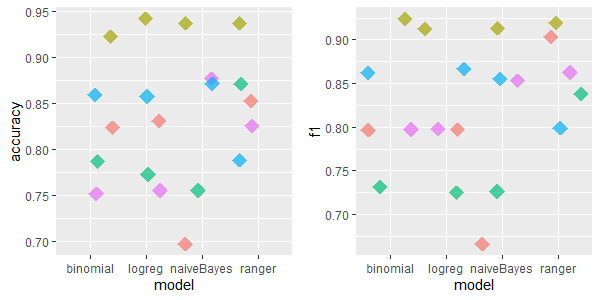 accuracy
0.95
0.90
0.85
0.80
0.75
0.70
binomial logreg naiveBayes ranger
model
f1
0.90
0.85
0.80
0.75
0.70
binomial logreg naiveBayes ranger
model